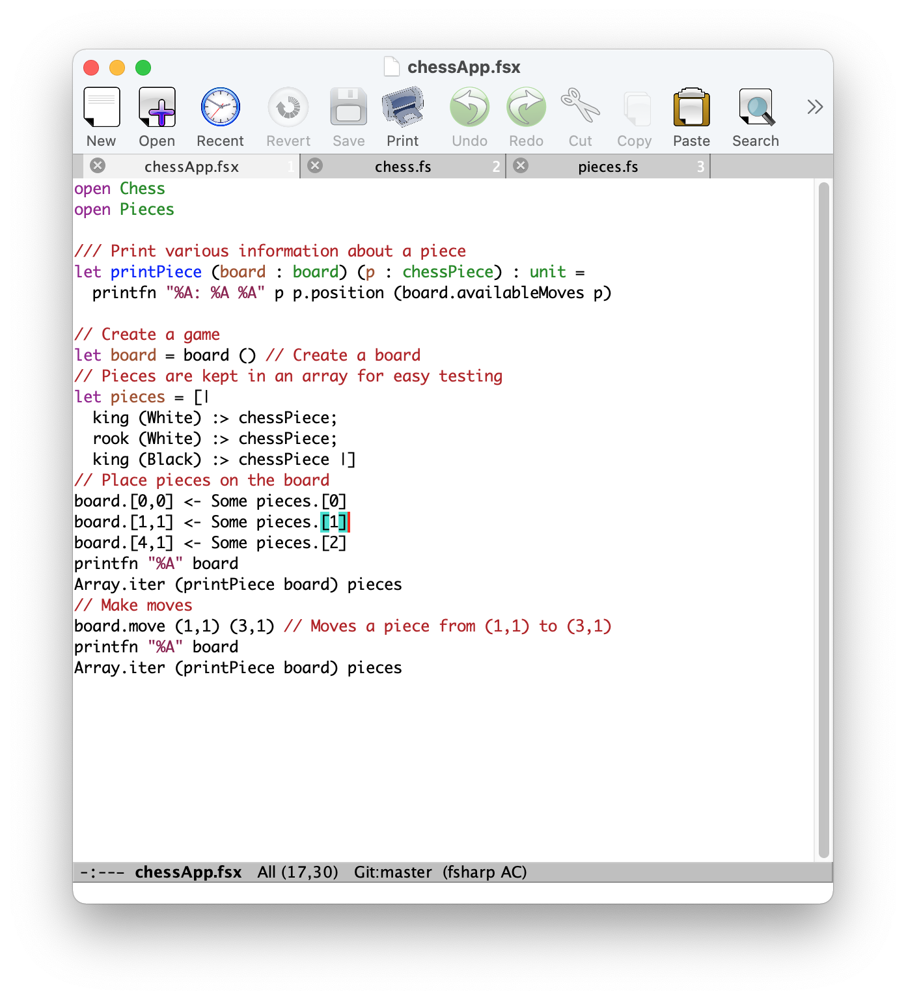 chessApp.fsx
New Open Recent Revert Save Print Undo Redo Cut Copy Paste Search
chessApp.fsx 1 chess.fs 2 pieces.fs 3
open Chess
open Pieces
/// Print various information about a piece
let printPiece (board : board) (p : chessPiece) : unit =
  printfn "%A: %A %A" p p.position (board.availableMoves p)
// Create a game
let board = board () // Create a board
// Pieces are kept in an array for easy testing
let pieces = [|
  king (White) :> chessPiece;
  rook (White) :> chessPiece;
  king (Black) :> chessPiece |]
// Place pieces on the board
board.[0,0] <- Some pieces.[0]
board.[1,1] <- Some pieces.[1]
board.[4,1] <- Some pieces.[2]
printfn "%A" board
Array.iter (printPiece board) pieces
// Make moves
board.move (1,1) (3,1) // Moves a piece from (1,1) to (3,1)
printfn "%A" board
Array.iter (printPiece board) pieces
-:--- chessApp.fsx All (17,30) Git:master (fsharp AC)